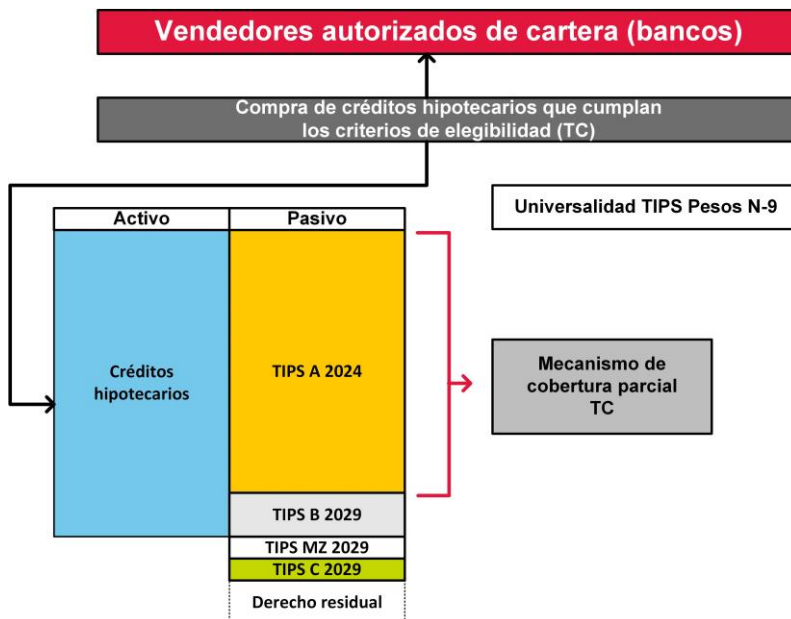 Vendedores autorizados de cartera (bancos)
Compra de créditos hipotecarios que cumplan
los criterios de elegibilidad (TC)
Universalidad TIPS Pesos N-9
Activo
Pasivo
Créditos
hipotecarios
TIPS A 2024
Mecanismo de
cobertura parcial
TC
TIPS B 2029
TIPS MZ 2029
TIPS C 2029
Derecho residual